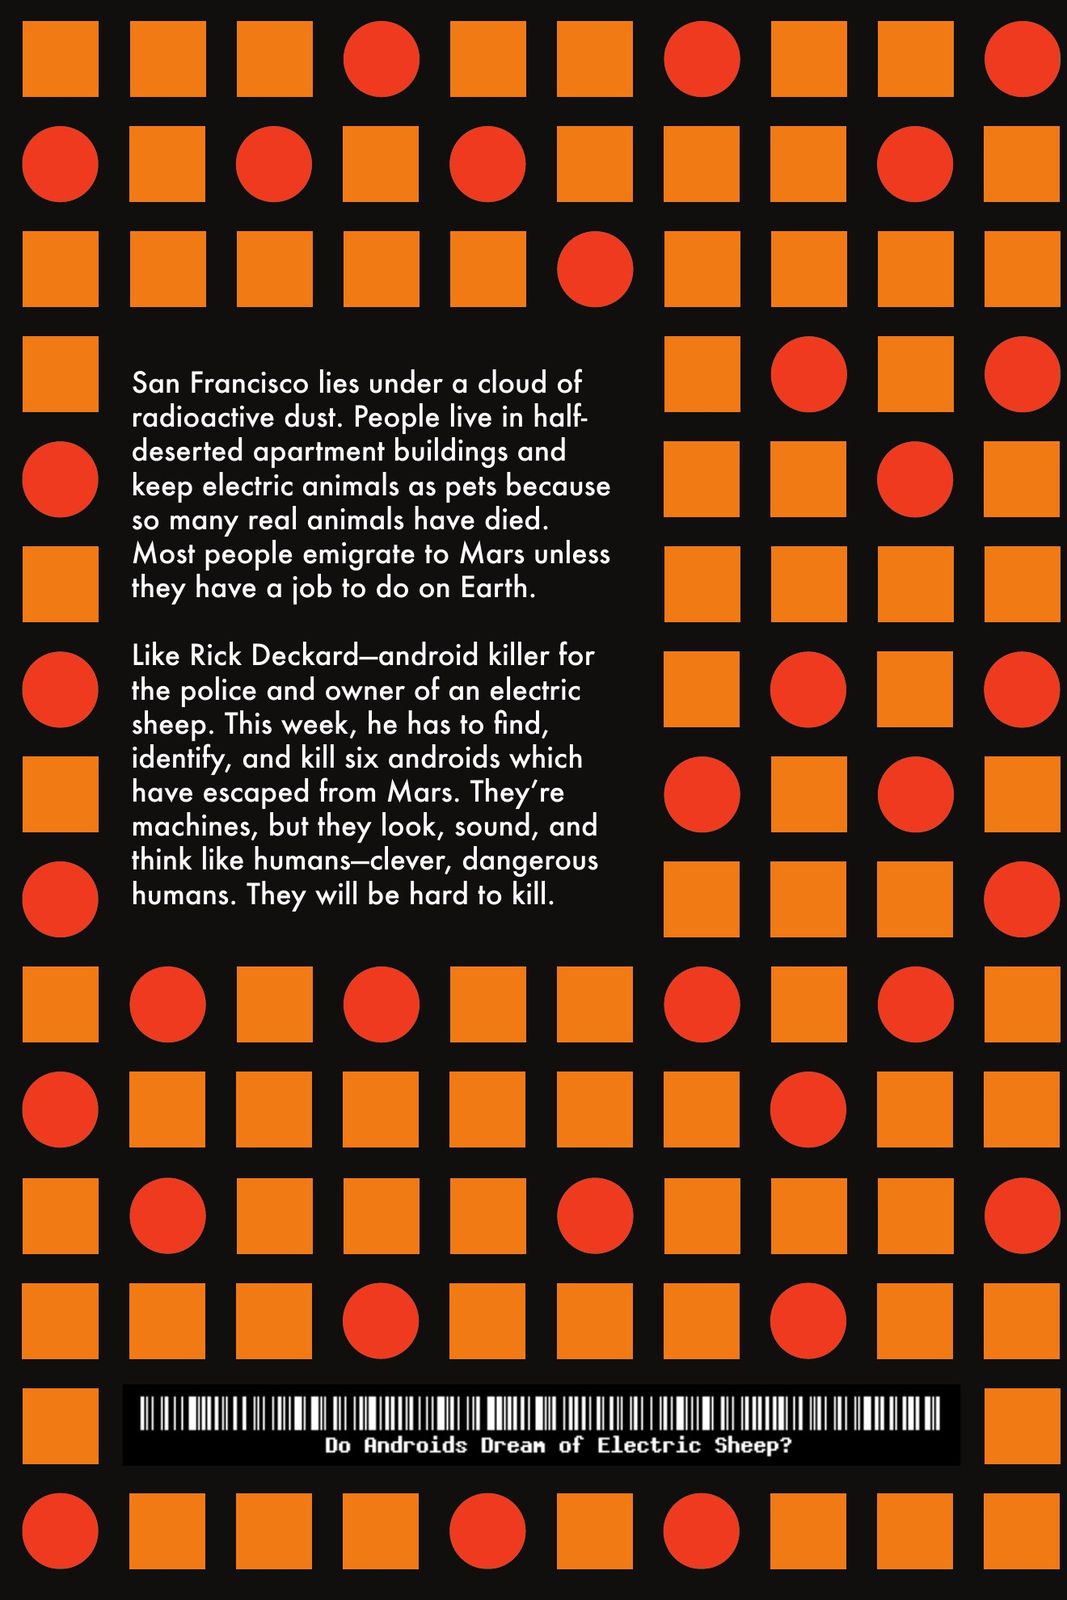 San Francisco lies under a cloud of
radioactive dust. People live in half-
deserted apartment buildings and
keep electric animals as pets because
so many real animals have died.
Most people emigrate to Mars unless
they have a job to do on Earth.
Like Rick Deckard—android killer for
the police and owner of an electric
sheep. This week, he has to find,
identify, and kill six androids which
have escaped from Mars. They’re
machines, but they look, sound, and
think like humans—clever, dangerous
humans. They will be hard to kill.
Do Androids Dream of Electric Sheep?